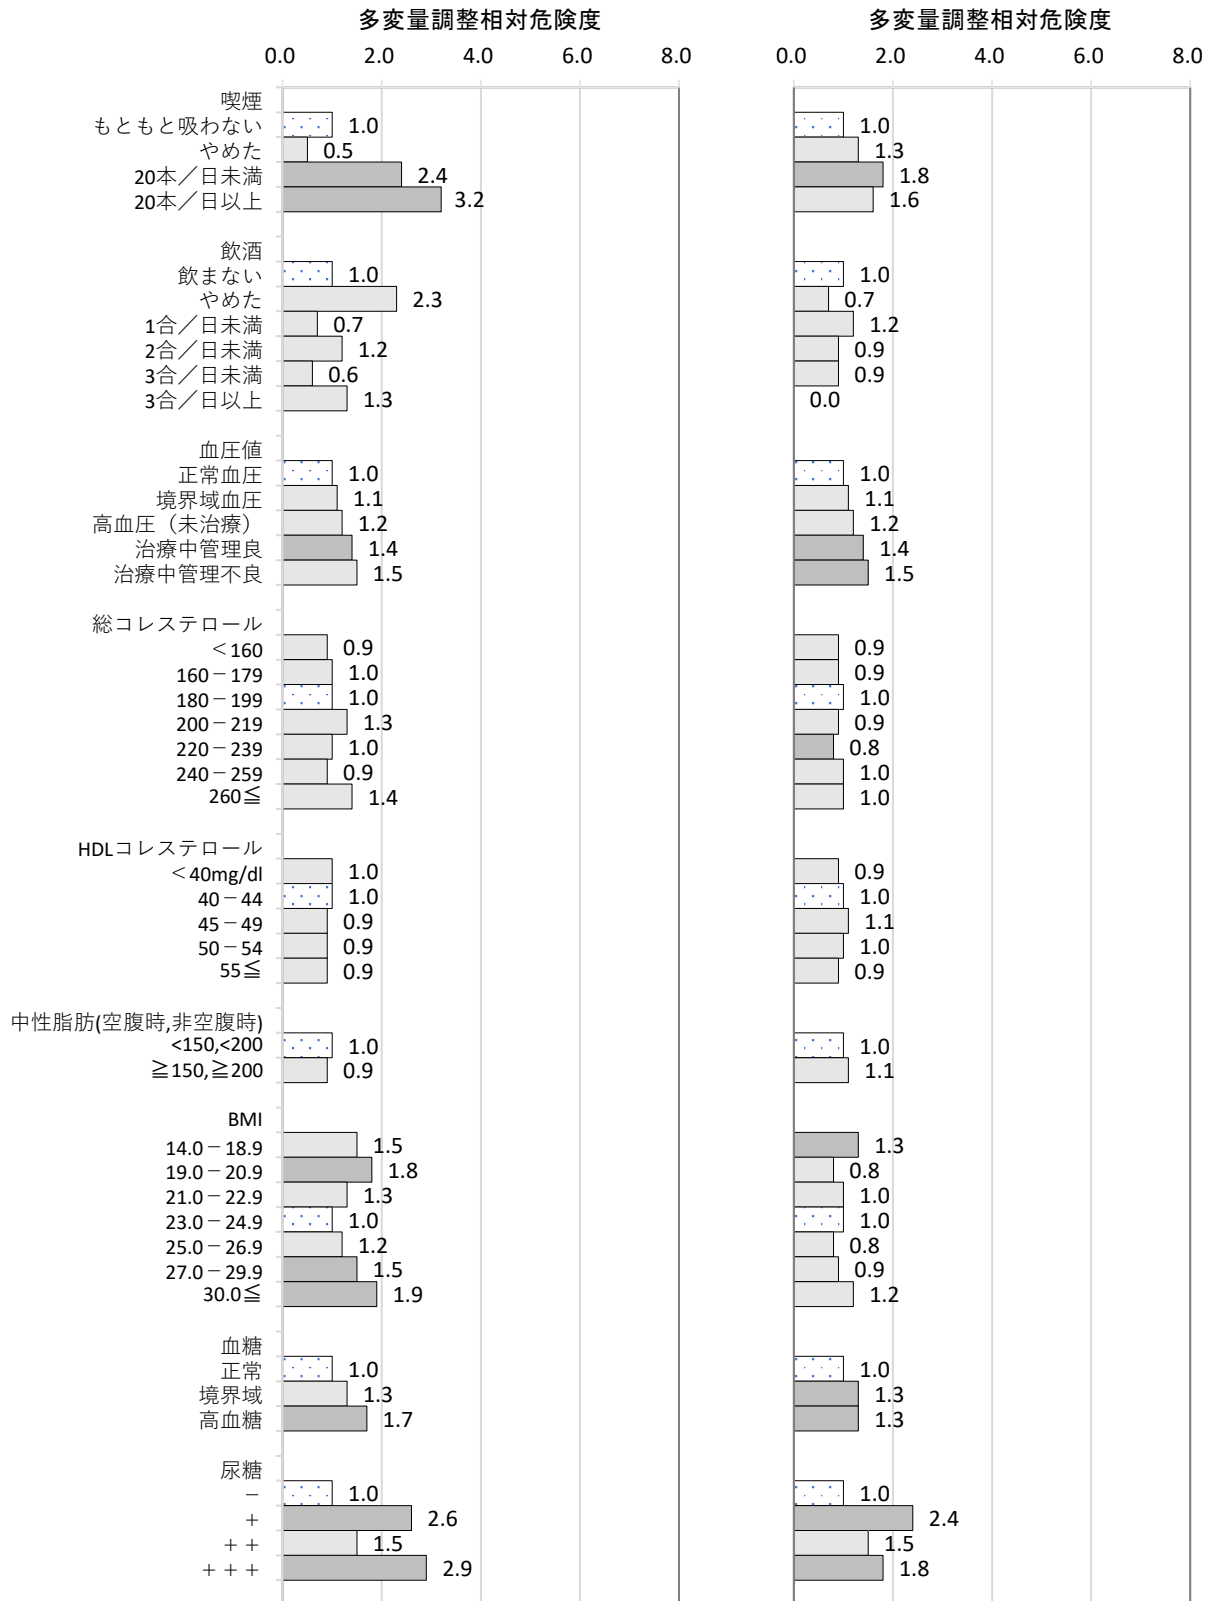 多変量調整相対危険度 多変量調整相対危険度
0.0 2.0 4.0 6.0 8.0 0.0 2.0 4.0 6.0 8.0
喫煙
もともと吸わない 1.0 1.0
やめた 0.5 1.3
20本／日未満 2.4 1.8
20本／日以上 3.2 1.6
飲酒
飲まない 1.0 1.0
やめた 2.3 0.7
1合／日未満 0.7 1.2
2合／日未満 1.2 0.9
3合／日未満 0.6 0.9
3合／日以上 1.3 0.0
血圧値
正常血圧 1.0 1.0
境界域血圧 1.1 1.1
高血圧（未治療） 1.2 1.2
治療中管理良 1.4 1.4
治療中管理不良 1.5 1.5
総コレステロール
＜160 0.9 0.9
160－179 1.0 0.9
180－199 1.0 1.0
200－219 1.3 0.9
220－239 1.0 0.8
240－259 0.9 1.0
260≦ 1.4 1.0
HDLコレステロール
＜40mg/dl 1.0 0.9
40－44 1.0 1.0
45－49 0.9 1.1
50－54 0.9 1.0
55≦ 0.9 0.9
中性脂肪(空腹時,非空腹時)
<150,<200 1.0 1.0
≧150,≧200 0.9 1.1
BMI
14.0－18.9 1.5 1.3
19.0－20.9 1.8 0.8
21.0－22.9 1.3 1.0
23.0－24.9 1.0 1.0
25.0－26.9 1.2 0.8
27.0－29.9 1.5 0.9
30.0≦ 1.9 1.2
血糖
正常 1.0 1.0
境界域 1.3 1.3
高血糖 1.7 1.3
尿糖
－ 1.0 1.0
＋ 2.6 2.4
＋＋ 1.5 1.5
＋＋＋ 2.9 1.8